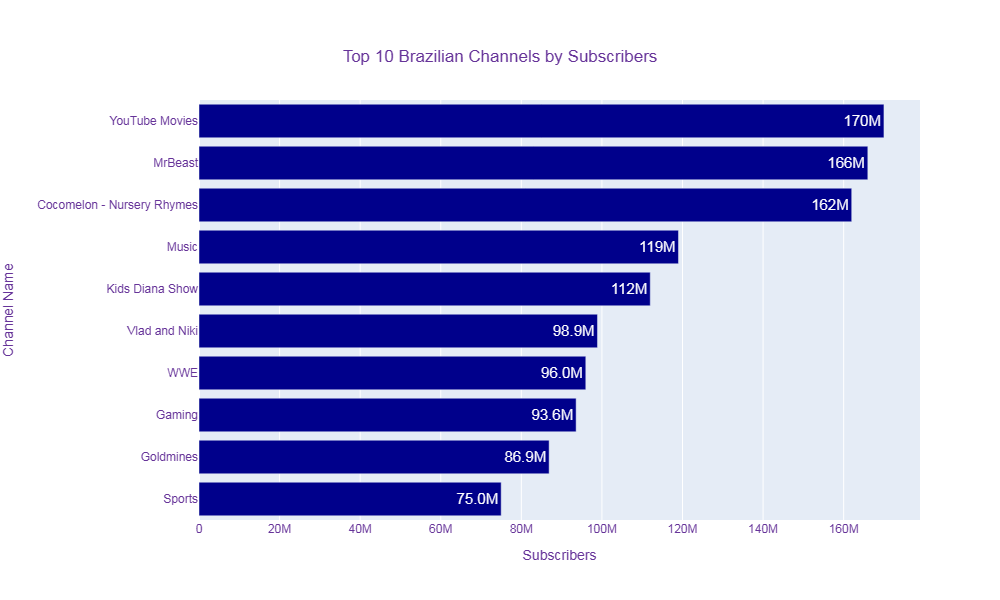 Top 10 Brazilian Channels by Subscribers
Channel Name
YouTube Movies 170M
MrBeast 166M
Cocomelon - Nursery Rhymes 162M
Music 119M
Kids Diana Show 112M
Vlad and Niki 98.9M
WWE 96.0M
Gaming 93.6M
Goldmines 86.9M
Sports 75.0M
0 20M 40M 60M 80M 100M 120M 140M 160M
Subscribers